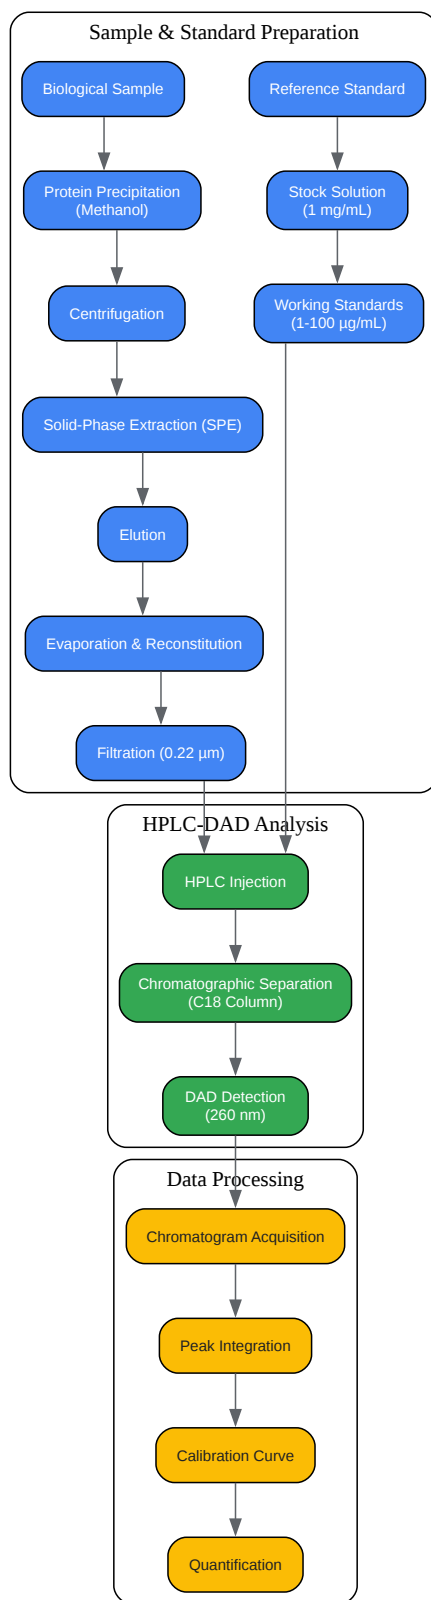 Sample & Standard Preparation
Biological Sample
Reference Standard
Protein Precipitation
(Methanol)
Stock Solution
(1 mg/mL)
Centrifugation
Working Standards
(1-100 µg/mL)
Solid-Phase Extraction (SPE)
Elution
Evaporation & Reconstitution
Filtration (0.22 µm)
HPLC-DAD Analysis
HPLC Injection
Chromatographic Separation
(C18 Column)
DAD Detection
(260 nm)
Data Processing
Chromatogram Acquisition
Peak Integration
Calibration Curve
Quantification